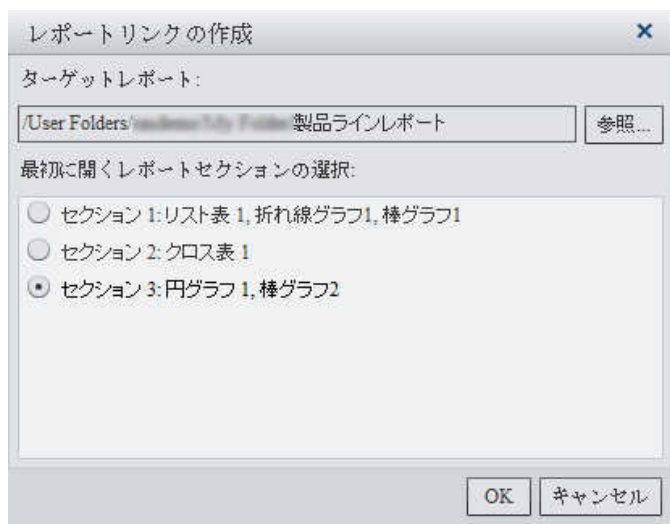 レポートリンクの作成
ターゲットレポート:
/User Folders/ 製品ラインレポート
参照...
最初に開くレポートセクションの選択:
セクション 1: リスト表 1, 折れ線グラフ1, 棒グラフ1
セクション 2: クロス表 1
セクション 3: 円グラフ 1, 棒グラフ2
OK キャンセル